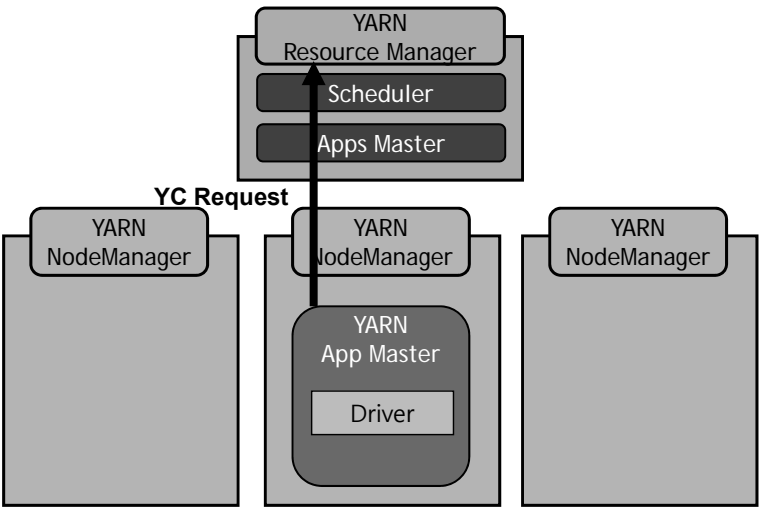 YARN
Resource Manager
Scheduler
Apps Master
YC Request
YARN
NodeManager
YARN
NodeManager
YARN
NodeManager
YARN
App Master
Driver